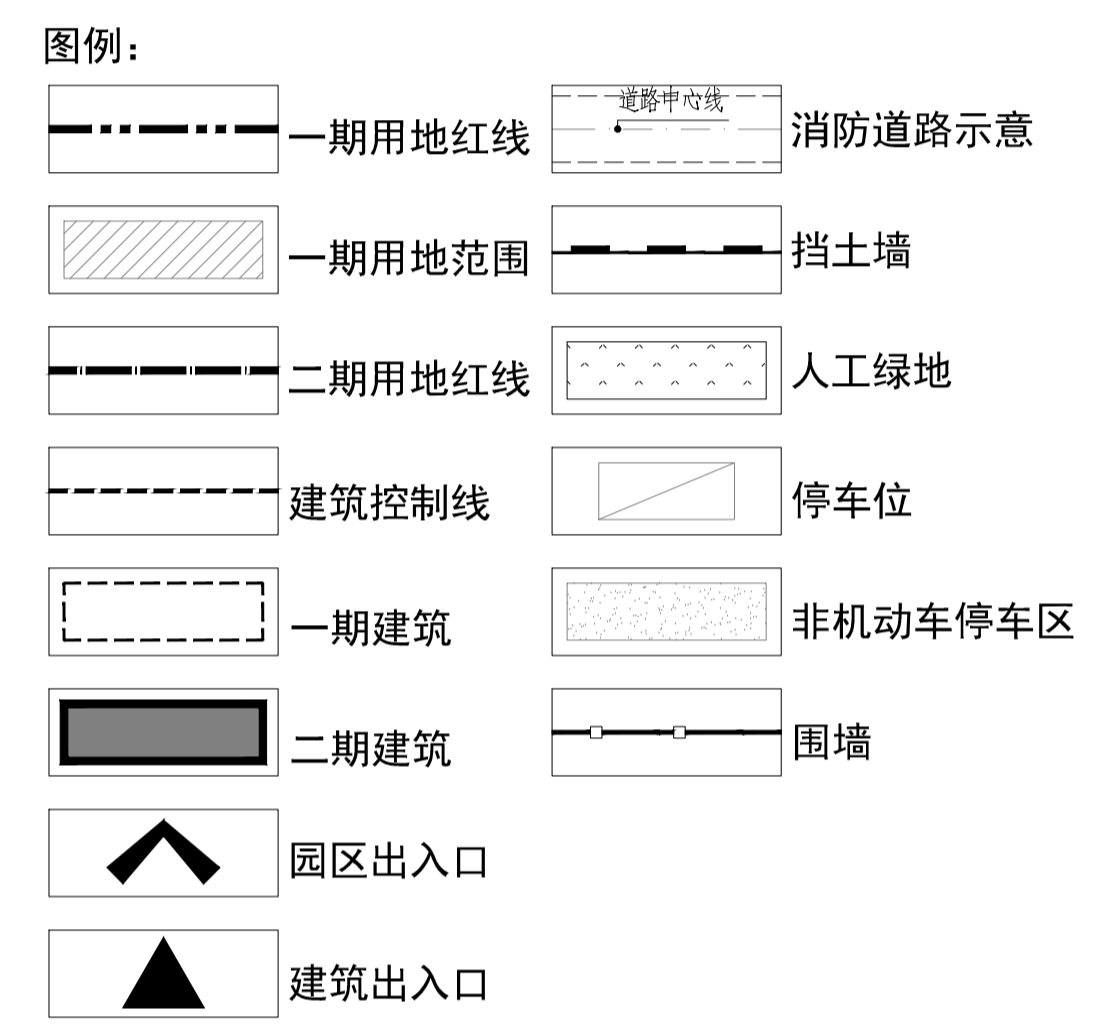 图例：
一期用地红线
一期用地范围
二期用地红线
建筑控制线
一期建筑
二期建筑
园区出入口
建筑出入口
道路中心线
消防道路示意
挡土墙
人工绿地
停车位
非机动车停车区
围墙